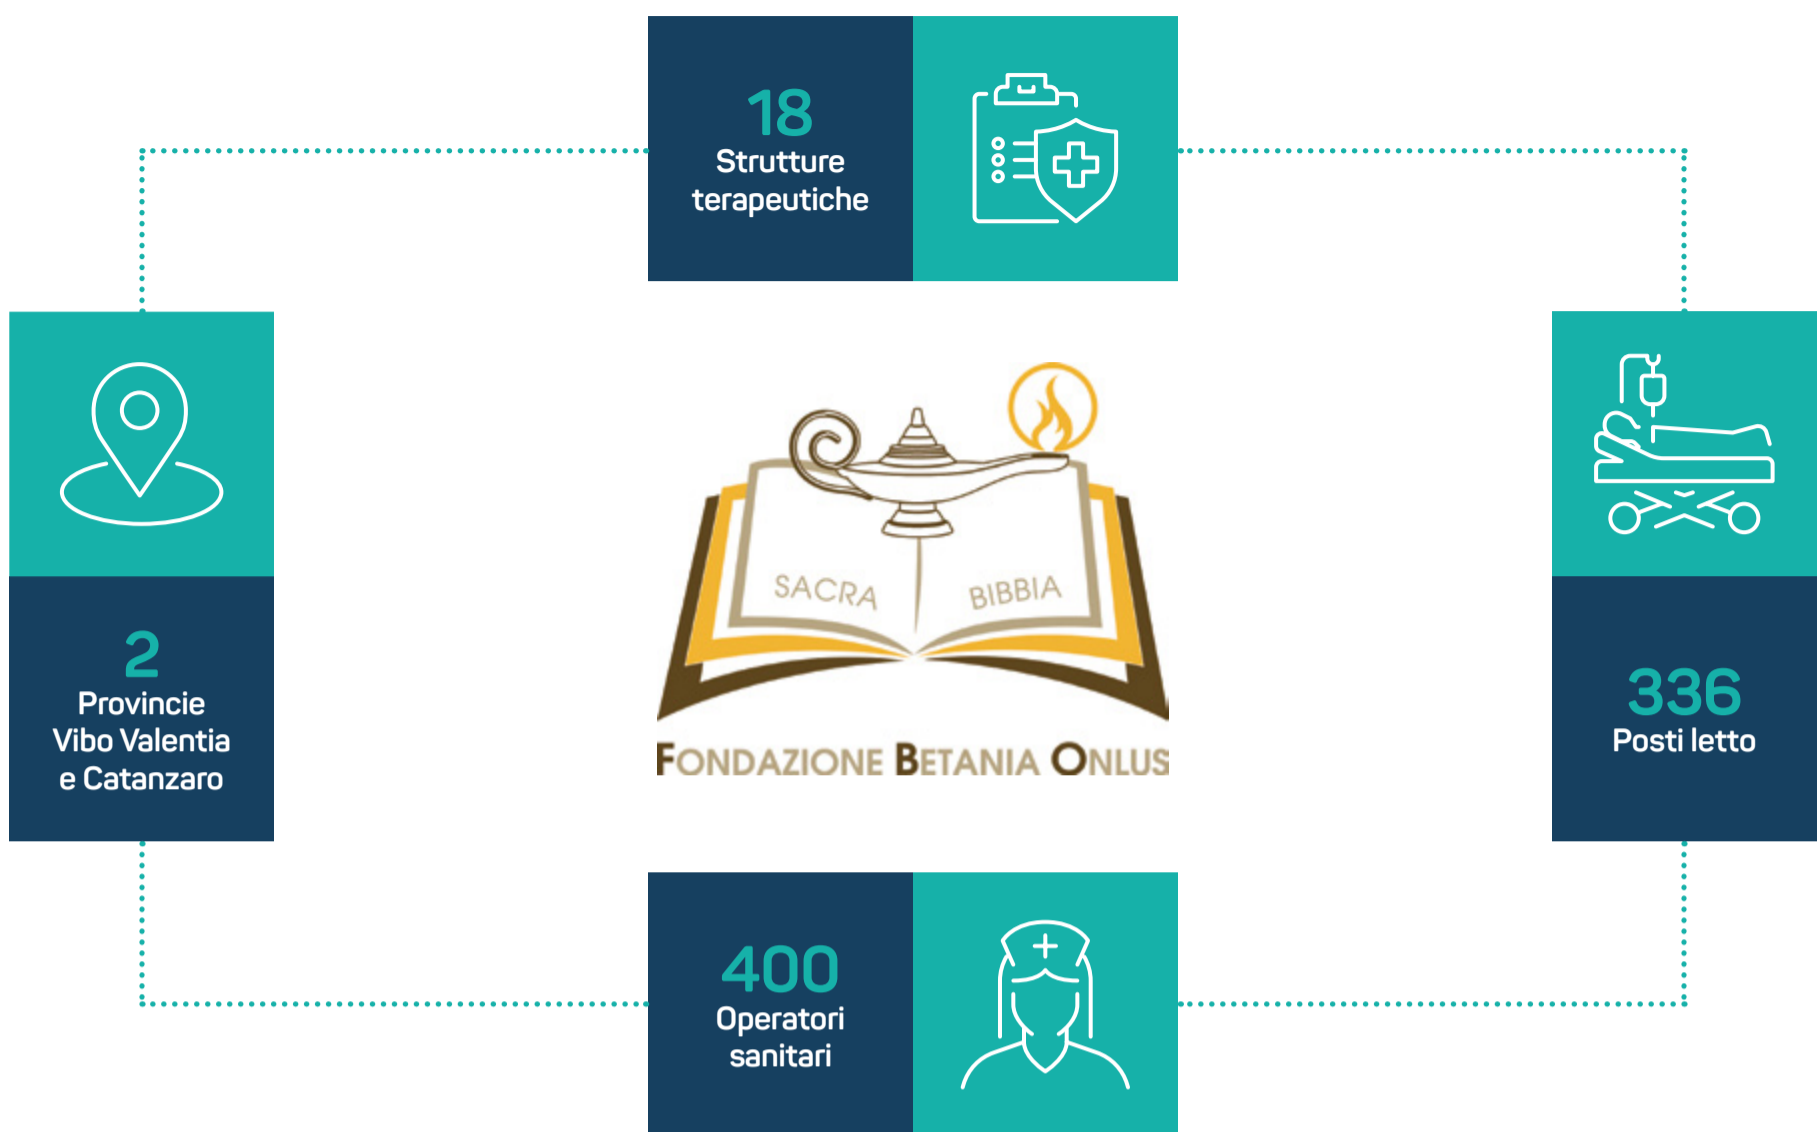 18
Strutture
terapeutiche
2
Provincie
Vibo Valentia
e Catanzaro
SACRA BIBBIA
FONDAZIONE BETANIA ONLUS
336
Posti letto
400
Operatori
sanitari